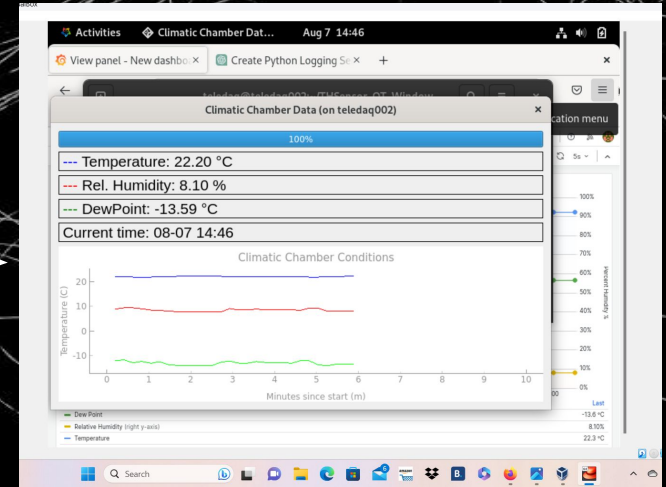 Activities
Climatic Chamber Dat...
Aug 7 14:46
View panel - New dashbo
Create Python Logging Se
Climatic Chamber Data (on teledaq002)
cation menu
100%
--- Temperature: 22.20 °C
--- Rel. Humidity: 8.10 %
--- DewPoint: -13.59 °C
Current time: 08-07 14:46
5s
Climatic Chamber Conditions
Temperature (C)
20
10
0
-10
0 1 2 3 4 5 6 7 8 9 10
Minutes since start (m)
100%
90%
80%
70%
60%
50%
40%
30%
20%
10%
0%
Percent Humidity %
00
Last
Dew Point -13.6 °C
Relative Humidity (right y-axis) 8.10%
Temperature 22.3 °C
Search